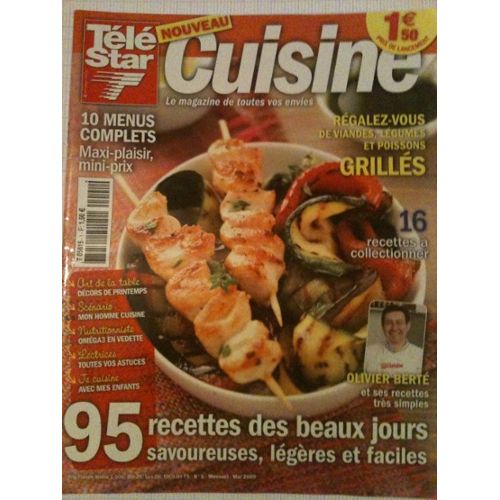 Télé
Star
NOUVEAU
Cuisine
Le magazine de toutes vos envies
1€
50
PRIX DE LANCEMENT
10 MENUS
COMPLETS
Maxi-plaisir,
mini-prix
RÉGALEZ-VOUS
DE VIANDES, LÉGUMES
ET POISSONS
GRILLÉS
16
recettes à
collectionner
Art de la table
DÉCORS DE PRINTEMPS
Scénario
MON HOMME CUISINE
Nutritionniste
OMÉGA3 EN VEDETTE
Lectrices
TOUTES VOS ASTUCES
Je cuisine
AVEC MES ENFANTS
OLIVIER BERTÉ
et ses recettes
très simples
95 recettes des beaux jours
savoureuses, légères et faciles